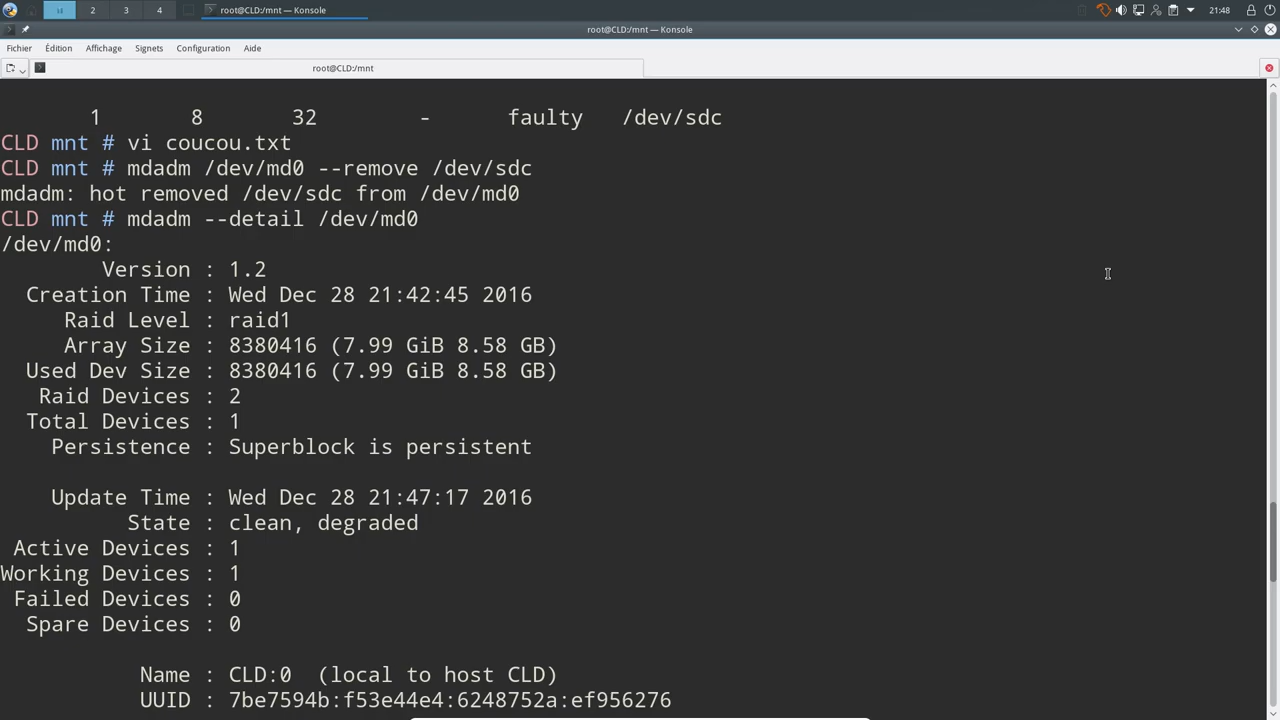 2 3 4 root@CLD:/mnt — Konsole 21:48
root@CLD:/mnt — Konsole
Fichier Édition Affichage Signets Configuration Aide
root@CLD:/mnt
1 8 32 - faulty /dev/sdc
CLD mnt # vi coucou.txt
CLD mnt # mdadm /dev/md0 --remove /dev/sdc
mdadm: hot removed /dev/sdc from /dev/md0
CLD mnt # mdadm --detail /dev/md0
/dev/md0:
Version : 1.2
Creation Time : Wed Dec 28 21:42:45 2016
Raid Level : raid1
Array Size : 8380416 (7.99 GiB 8.58 GB)
Used Dev Size : 8380416 (7.99 GiB 8.58 GB)
Raid Devices : 2
Total Devices : 1
Persistence : Superblock is persistent
Update Time : Wed Dec 28 21:47:17 2016
State : clean, degraded
Active Devices : 1
Working Devices : 1
Failed Devices : 0
Spare Devices : 0
Name : CLD:0 (local to host CLD)
UUID : 7be7594b:f53e44e4:6248752a:ef956276